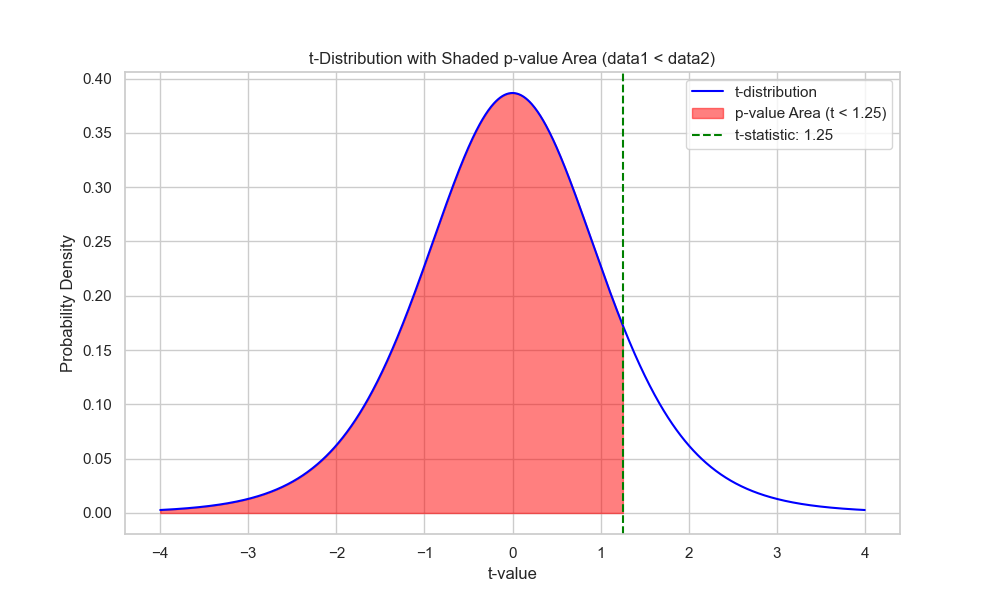 t-Distribution with Shaded p-value Area (data1 < data2)
t-distribution
p-value Area (t < 1.25)
t-statistic: 1.25
Probability Density
0.40
0.35
0.30
0.25
0.20
0.15
0.10
0.05
0.00
−4 −3 −2 −1 0 1 2 3 4
t-value